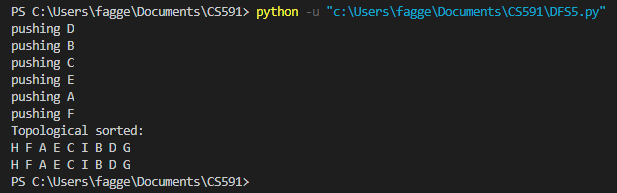 PS C:\Users\fagge\Documents\CS591> python -u "c:\Users\fagge\Documents\CS591\DFS5.py"
pushing D
pushing B
pushing C
pushing E
pushing A
pushing F
Topological sorted:
H F A E C I B D G
H F A E C I B D G
PS C:\Users\fagge\Documents\CS591>